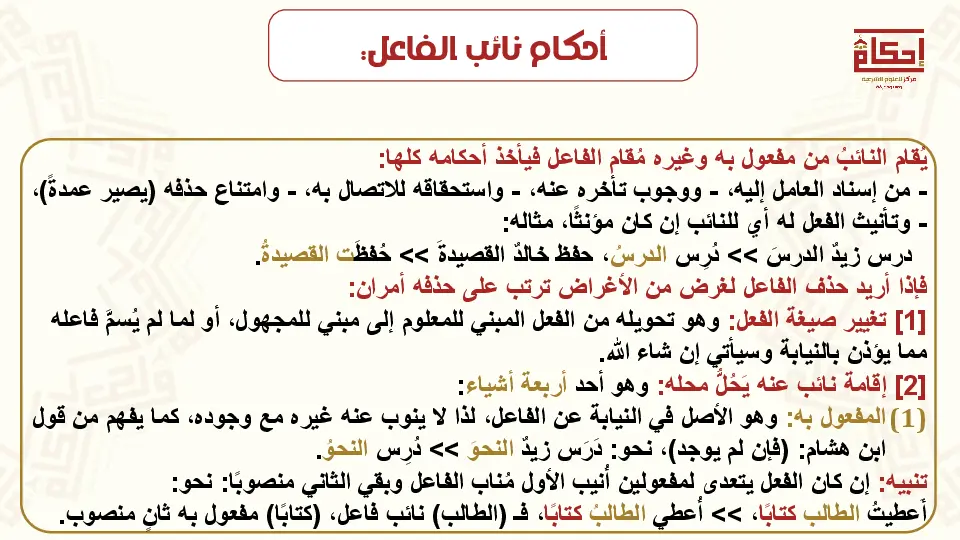 أحكام نائب الفاعل:
إحكام
مركز للعلوم الشرعية
يُقام النائبُ من مفعول به وغيره مُقام الفاعل فيأخذ أحكامه كلها:
- من إسناد العامل إليه، - ووجوب تأخره عنه، - واستحقاقه للاتصال به، - وامتناع حذفه (يصير عمدةً)،
- وتأنيث الفعل له أي للنائب إن كان مؤنثًا، مثاله:
درس زيدٌ الدرسَ >> دُرِس الدرسُ، حفظ خالدٌ القصيدةَ >> حُفظَت القصيدةُ.
فإذا أريد حذف الفاعل لغرض من الأغراض ترتب على حذفه أمران:
[1] تغيير صيغة الفعل: وهو تحويله من الفعل المبني للمعلوم إلى مبني للمجهول، أو لما لم يُسمَّ فاعله
مما يؤذن بالنيابة وسيأتي إن شاء الله.
[2] إقامة نائب عنه يَحُلُّ محله: وهو أحد أربعة أشياء:
(1) المفعول به: وهو الأصل في النيابة عن الفاعل، لذا لا ينوب عنه غيره مع وجوده، كما يفهم من قول
ابن هشام: (فإن لم يوجد)، نحو: دَرَس زيدٌ النحوَ >> دُرِس النحوُ.
تنبيه: إن كان الفعل يتعدى لمفعولين أُنيب الأول مُناب الفاعل وبقي الثاني منصوبًا: نحو:
أَعطيتُ الطالب كتابًا، >> أُعطي الطالبُ كتابًا، فـ (الطالب) نائب فاعل، (كتابًا) مفعول به ثانٍ منصوب.